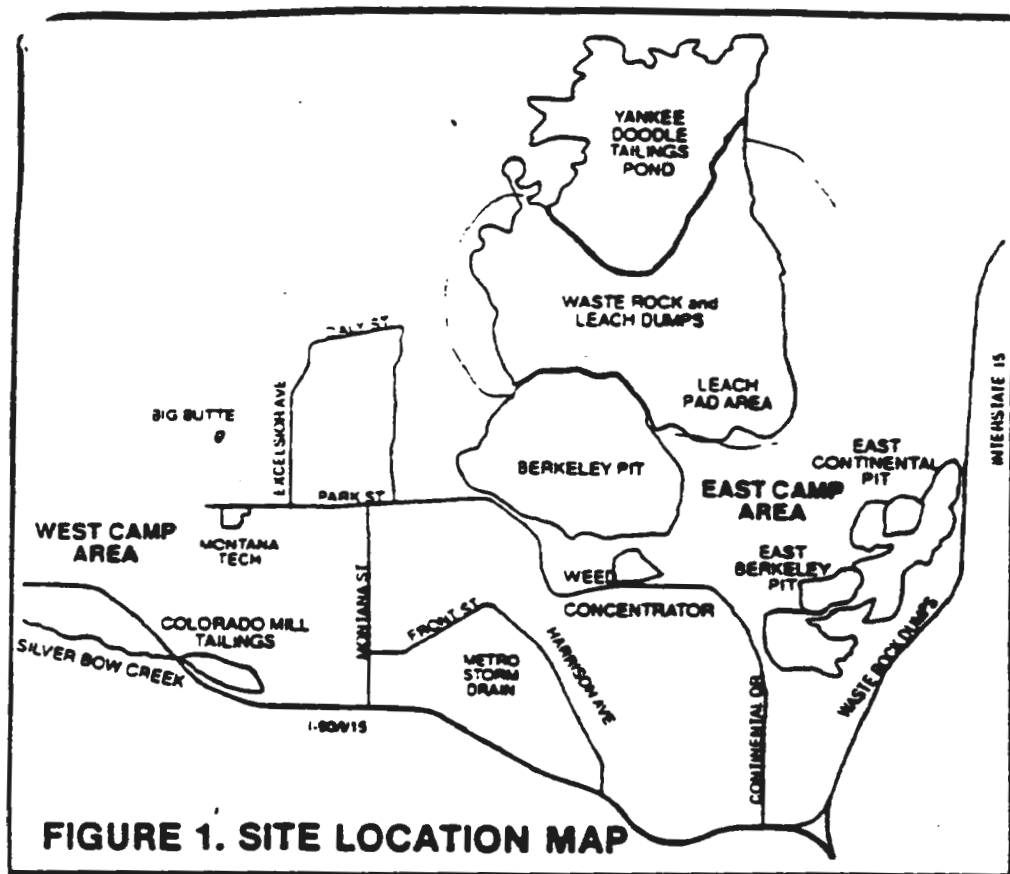 YANKEE
DOODLE
TAILINGS
POND
WASTE ROCK and
LEACH DUMPS
DALY ST
LEACH
PAD AREA
BIG BUTTE
EXCELSIOR AVE
INTERSTATE 15
EAST
CONTINENTAL
PIT
BERKELEY PIT
EAST CAMP
AREA
PARK ST
WEST CAMP
AREA
MONTANA
TECH
EAST
BERKELEY
PIT
WEED
CONCENTRATOR
MONTANA ST
COLORADO MILL
TAILINGS
FRONT ST
SILVER BOW CREEK
METRO
STORM
DRAIN
HARRISON AVE
WASTE ROCK DUMPS
CONTINENTAL DR
I-90/I/15
FIGURE 1. SITE LOCATION MAP